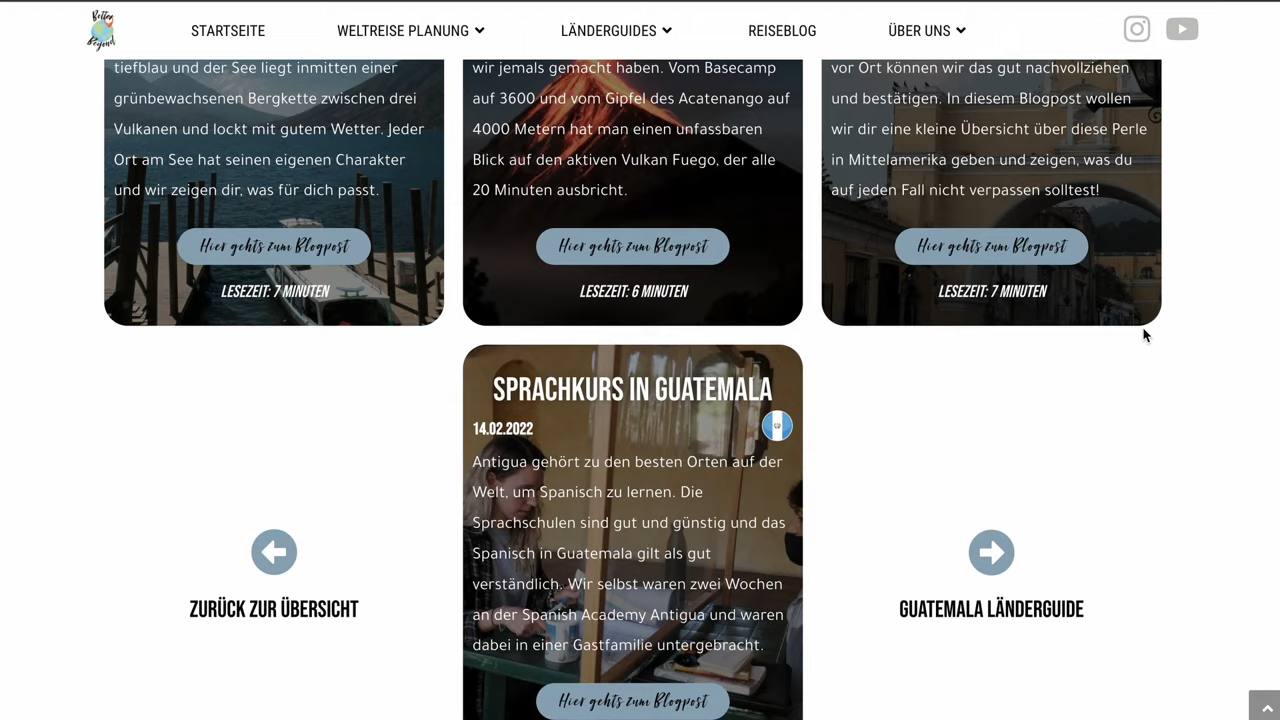 Better Beyond
STARTSEITE
WELTREISE PLANUNG
LÄNDERGUIDES
REISEBLOG
ÜBER UNS
tiefblau und der See liegt inmitten einer
grünbewachsenen Bergkette zwischen drei
Vulkanen und lockt mit gutem Wetter. Jeder
Ort am See hat seinen eigenen Charakter
und wir zeigen dir, was für dich passt.
Hier gehts zum Blogpost
LESEZEIT: 7 MINUTEN
wir jemals gemacht haben. Vom Basecamp
auf 3600 und vom Gipfel des Acatenango auf
4000 Metern hat man einen unfassbaren
Blick auf den aktiven Vulkan Fuego, der alle
20 Minuten ausbricht.
Hier gehts zum Blogpost
LESEZEIT: 6 MINUTEN
vor Ort können wir das gut nachvollziehen
und bestätigen. In diesem Blogpost wollen
wir dir eine kleine Übersicht über diese Perle
in Mittelamerika geben und zeigen, was du
auf jeden Fall nicht verpassen solltest!
Hier gehts zum Blogpost
LESEZEIT: 7 MINUTEN
SPRACHKURS IN GUATEMALA
14.02.2022
Antigua gehört zu den besten Orten auf der
Welt, um Spanisch zu lernen. Die
Sprachschulen sind gut und günstig und das
Spanisch in Guatemala gilt als gut
verständlich. Wir selbst waren zwei Wochen
an der Spanish Academy Antigua und waren
dabei in einer Gastfamilie untergebracht.
Hier gehts zum Blogpost
ZURÜCK ZUR ÜBERSICHT
GUATEMALA LÄNDERGUIDE